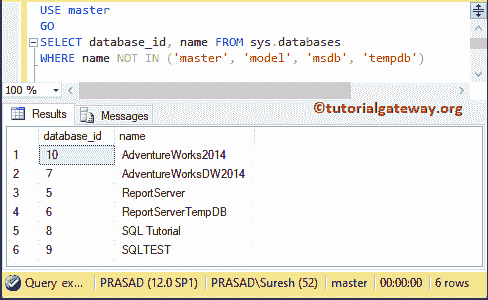 USE master
GO
SELECT database_id, name FROM sys.databases
WHERE name NOT IN ('master', 'model', 'msdb', 'tempdb')
100 %
©tutorialgateway.org
Results Messages
database_id name
1 10 AdventureWorks2014
2 7 AdventureWorksDW2014
3 5 ReportServer
4 6 ReportServerTempDB
5 8 SQL Tutorial
6 9 SQLTEST
Query ex... PRASAD (12.0 SP1) PRASAD\Suresh (52) master 00:00:00 6 rows